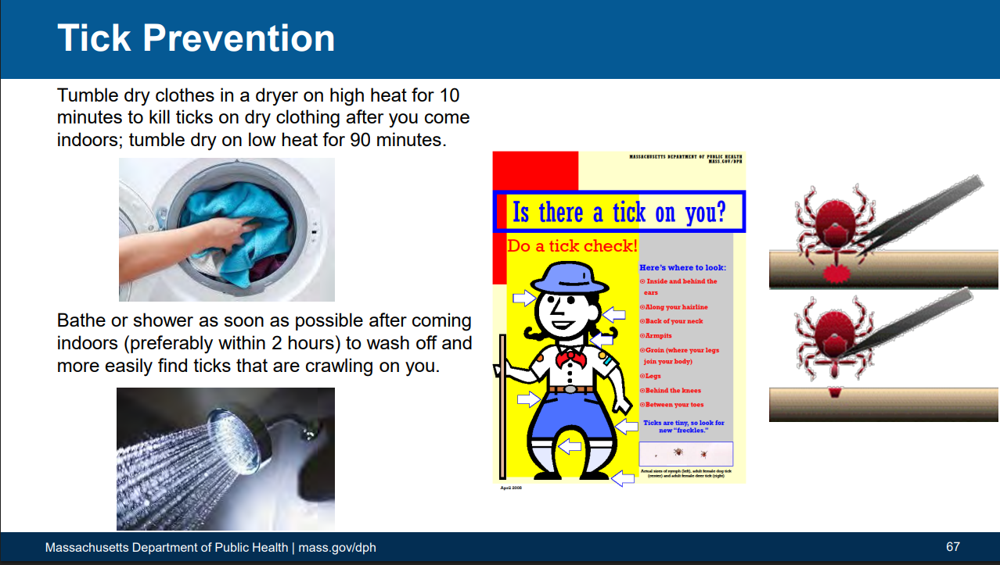 Tick Prevention
Tumble dry clothes in a dryer on high heat for 10
minutes to kill ticks on dry clothing after you come
indoors; tumble dry on low heat for 90 minutes.
Bathe or shower as soon as possible after coming
indoors (preferably within 2 hours) to wash off and
more easily find ticks that are crawling on you.
MASSACHUSETTS DEPARTMENT OF PUBLIC HEALTH
MASS.GOV/DPH
Is there a tick on you?
Do a tick check!
Here's where to look:
Inside and behind the
ears
Along your hairline
Back of your neck
Armpits
Groin (where your legs
join your body)
Legs
Behind the knees
Between your toes
Ticks are tiny, so look for
new “freckles.”
Actual sizes of nymph (left), adult female dog tick
(center) and adult female deer tick (right)
April 2008
Massachusetts Department of Public Health | mass.gov/dph
67